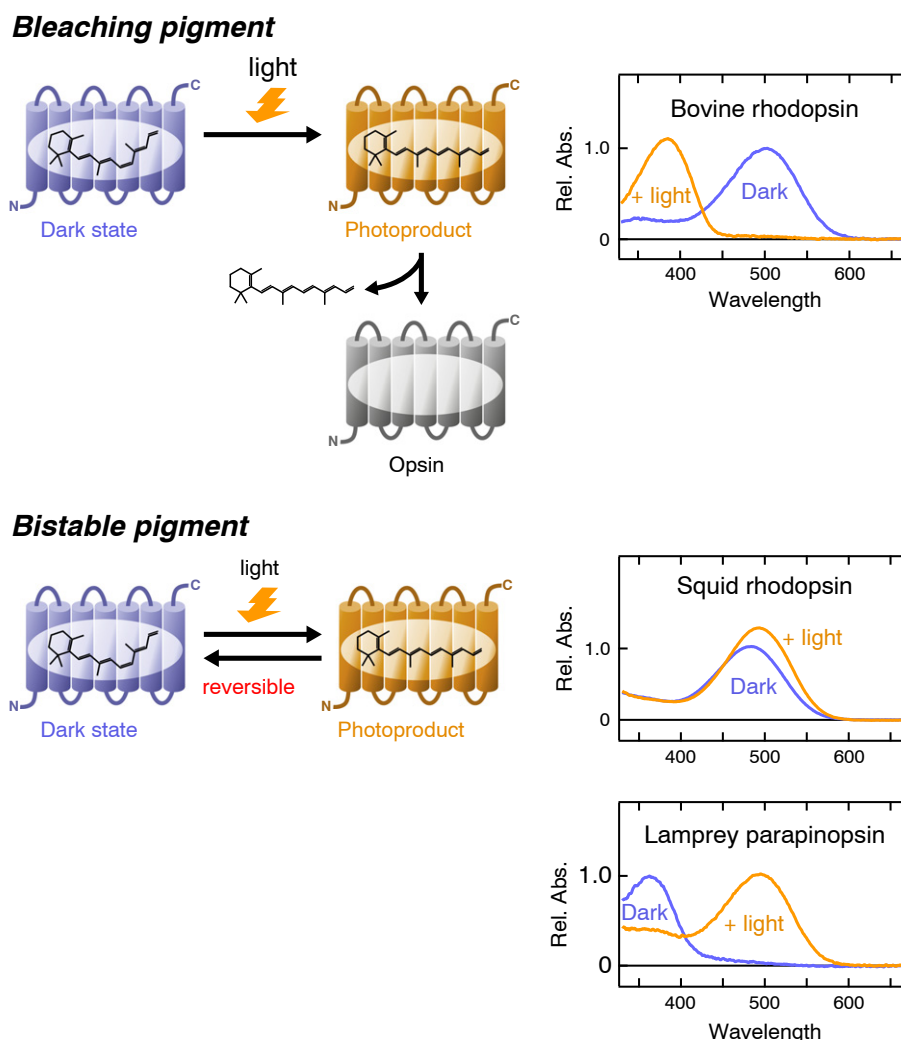 Bleaching pigment
light
C
C
N
N
Dark state
Photoproduct
C
N
Opsin
Bovine rhodopsin
Rel. Abs.
1.0
0
+ light
Dark
400
500
600
Wavelength
Bistable pigment
light
C
C
reversible
N
N
Dark state
Photoproduct
Squid rhodopsin
Rel. Abs.
1.0
0
+ light
Dark
400
500
600
Lamprey parapinopsin
Rel. Abs.
1.0
0
Dark
+ light
400
500
600
Wavelength